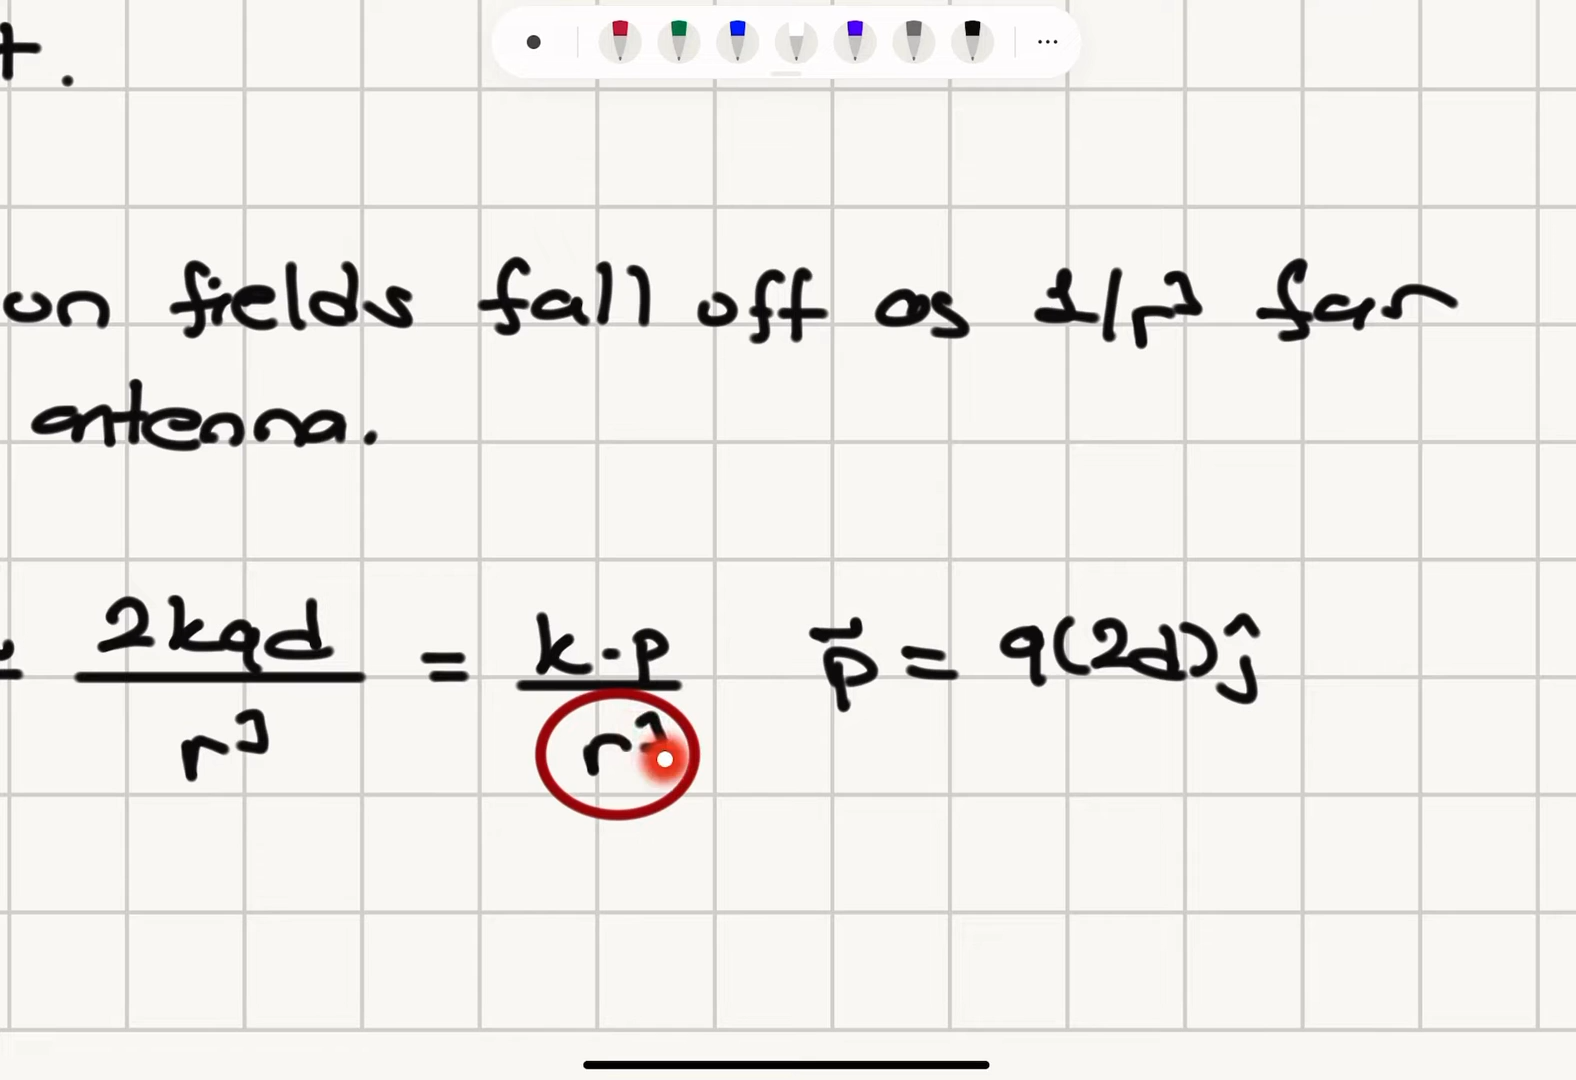 t.
on fields fall off as 1/r³ far
antenna.
= 2kqd / r³ = k·p / r³ p⃗ = q(2d)ĵ